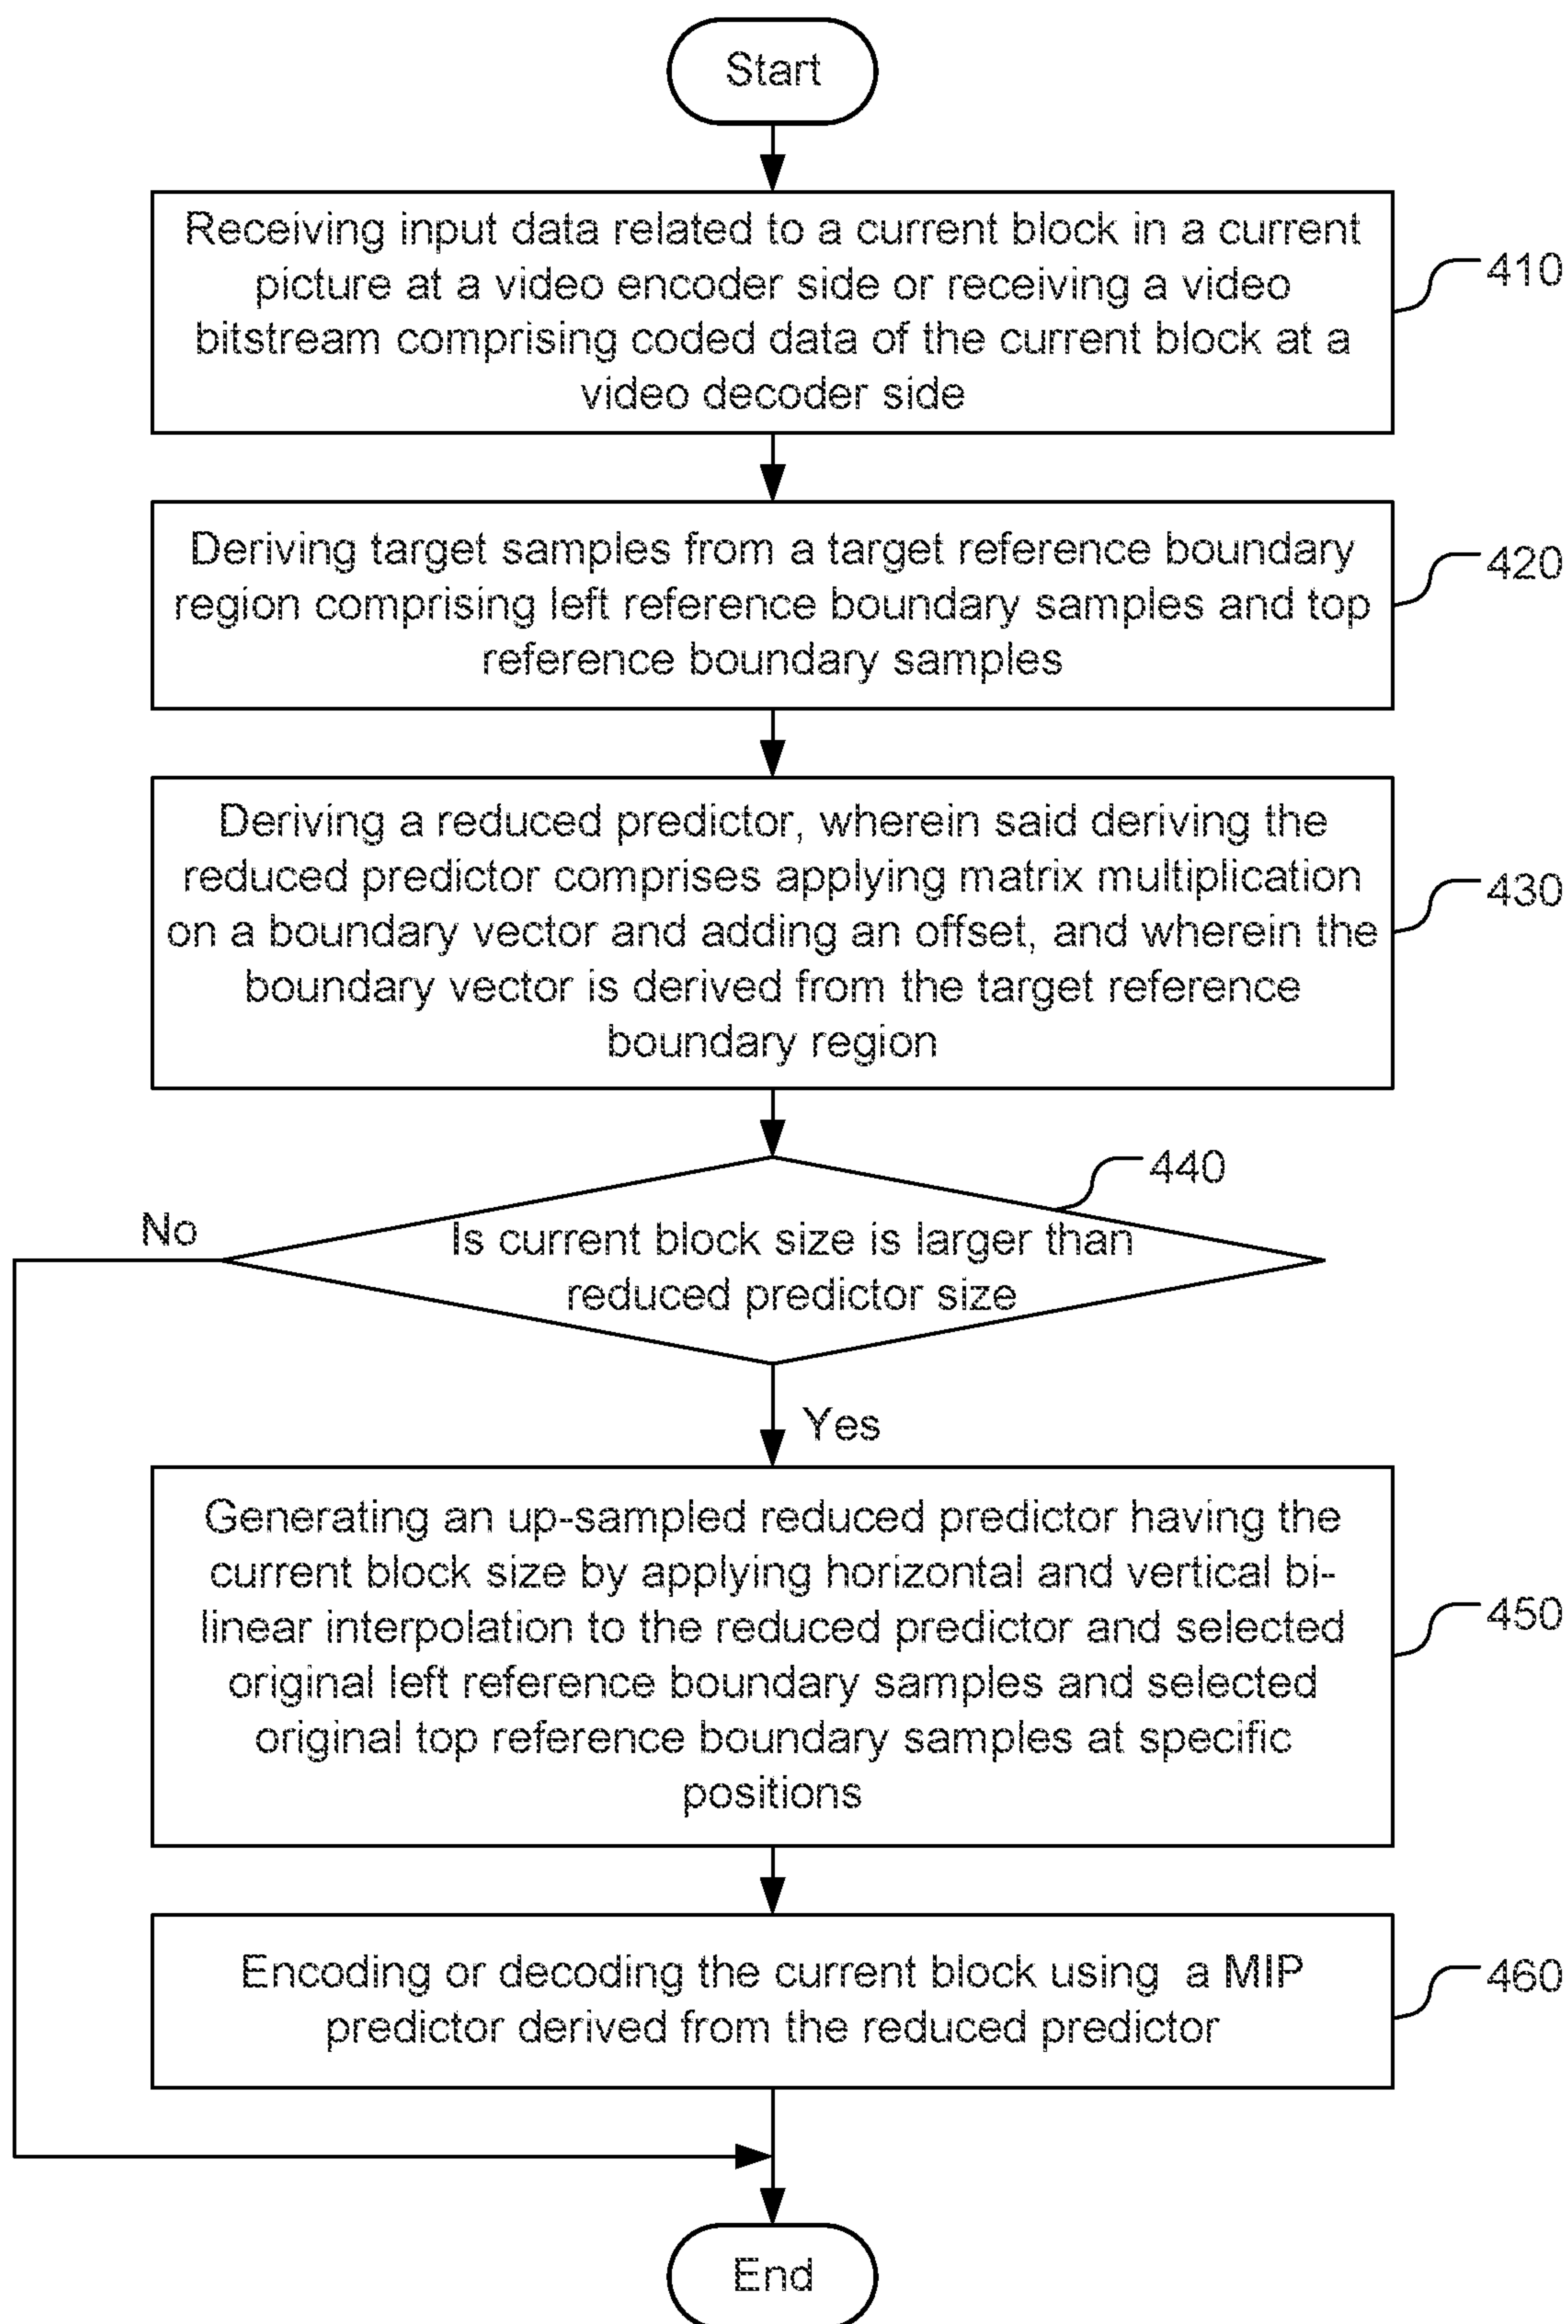 Start
Receiving input data related to a current block in a current
picture at a video encoder side or receiving a video
bitstream comprising coded data of the current block at a
video decoder side
410
Deriving target samples from a target reference boundary
region comprising left reference boundary samples and top
reference boundary samples
420
Deriving a reduced predictor, wherein said deriving the
reduced predictor comprises applying matrix multiplication
on a boundary vector and adding an offset, and wherein the
boundary vector is derived from the target reference
boundary region
430
440
No
Is current block size is larger than
reduced predictor size
Yes
Generating an up-sampled reduced predictor having the
current block size by applying horizontal and vertical bi-
linear interpolation to the reduced predictor and selected
original left reference boundary samples and selected
original top reference boundary samples at specific
positions
450
Encoding or decoding the current block using  a MIP
predictor derived from the reduced predictor
460
End